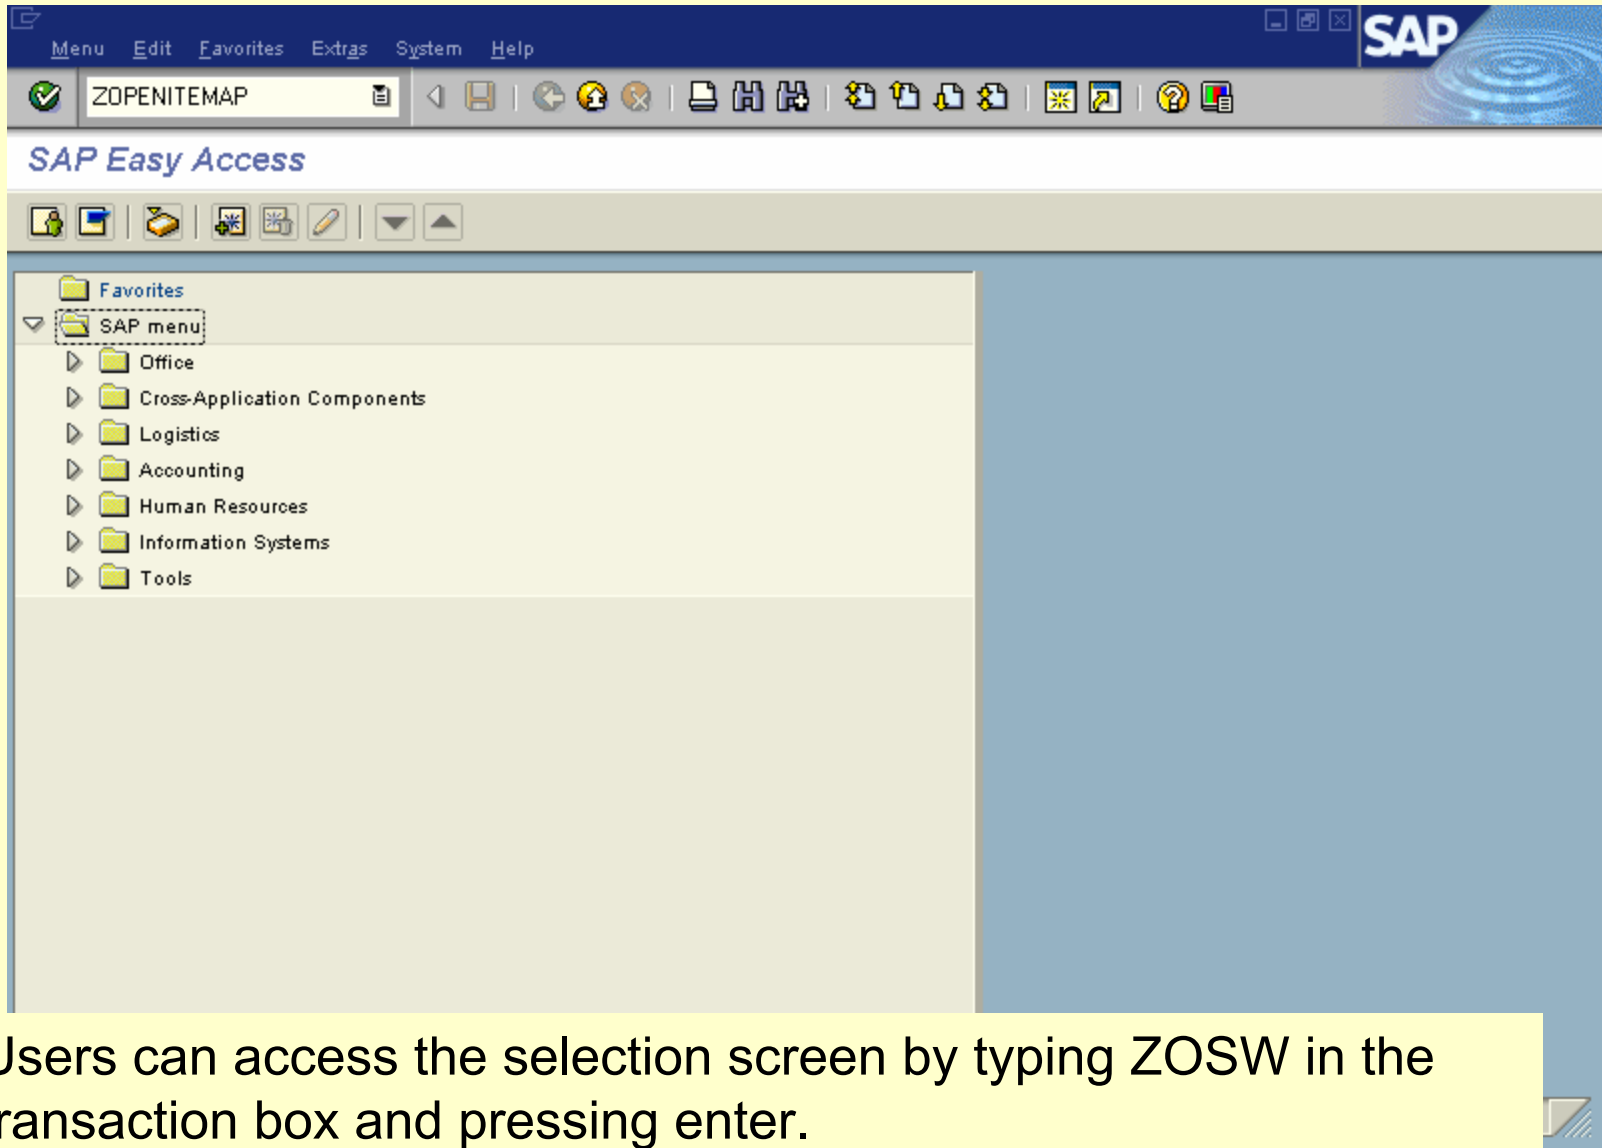 Menu Edit Favorites Extras System Help
SAP
ZOPENITEMAP
SAP Easy Access
Favorites
SAP menu
Office
Cross-Application Components
Logistics
Accounting
Human Resources
Information Systems
Tools
Users can access the selection screen by typing ZOSW in the
transaction box and pressing enter.